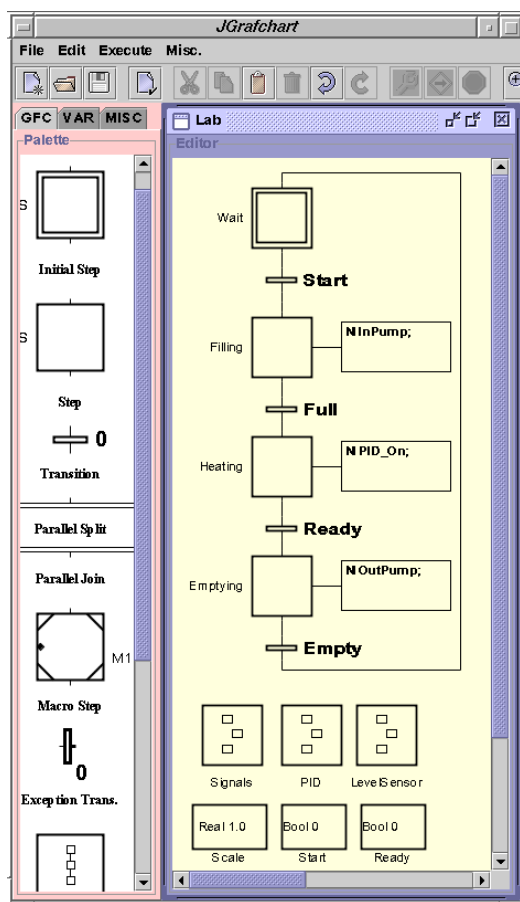 JGrafchart
File Edit Execute Misc.
GFC VAR MISC
Palette
S
Initial Step
S
Step
0
Transition
Parallel Split
Parallel Join
M1
Macro Step
0
Exception Trans.
Lab
Editor
Wait
Start
Filling
N InPump;
Full
Heating
N PID_On;
Ready
Emptying
N OutPump;
Empty
Signals PID LevelSensor
Real 1.0 Bool 0 Bool 0
Scale Start Ready